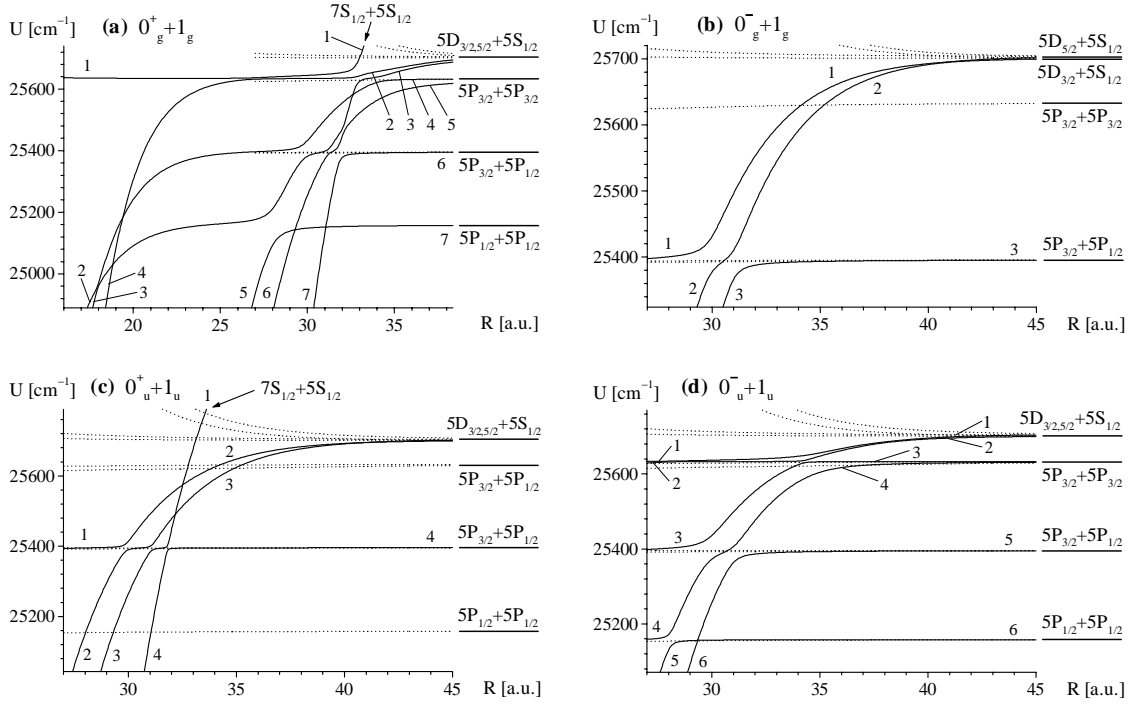 7S1/2+5S1/2
U [cm−1] (a) 0+g+1g
1
5D3/2,5/2+5S1/2
1
25600
5P3/2+5P3/2
2 3 4 5
25400
6
5P3/2+5P1/2
25200
5P1/2+5P1/2
7
25000
2 4 3
5 6 7
20 25 30 35 R [a.u.]
U [cm−1] (b) 0−g+1g
5D5/2+5S1/2
25700
5D3/2+5S1/2
1 2
5P3/2+5P3/2
25600
25500
1
3
5P3/2+5P1/2
25400
2 3
30 35 40 R [a.u.] 45
U [cm−1] (c) 0+u+1u
1
7S1/2+5S1/2
5D3/2,5/2+5S1/2
2
5P3/2+5P1/2
25600
3
1
4
5P3/2+5P1/2
25400
5P1/2+5P1/2
25200
2 3 4
30 35 40 R [a.u.] 45
U [cm−1] (d) 0−u+1u
1
5D3/2,5/2+5S1/2
1 3 2
25600
2 4
5P3/2+5P3/2
3
5
5P3/2+5P1/2
25400
4
6
5P1/2+5P1/2
25200
5 6
30 35 40 R [a.u.] 45